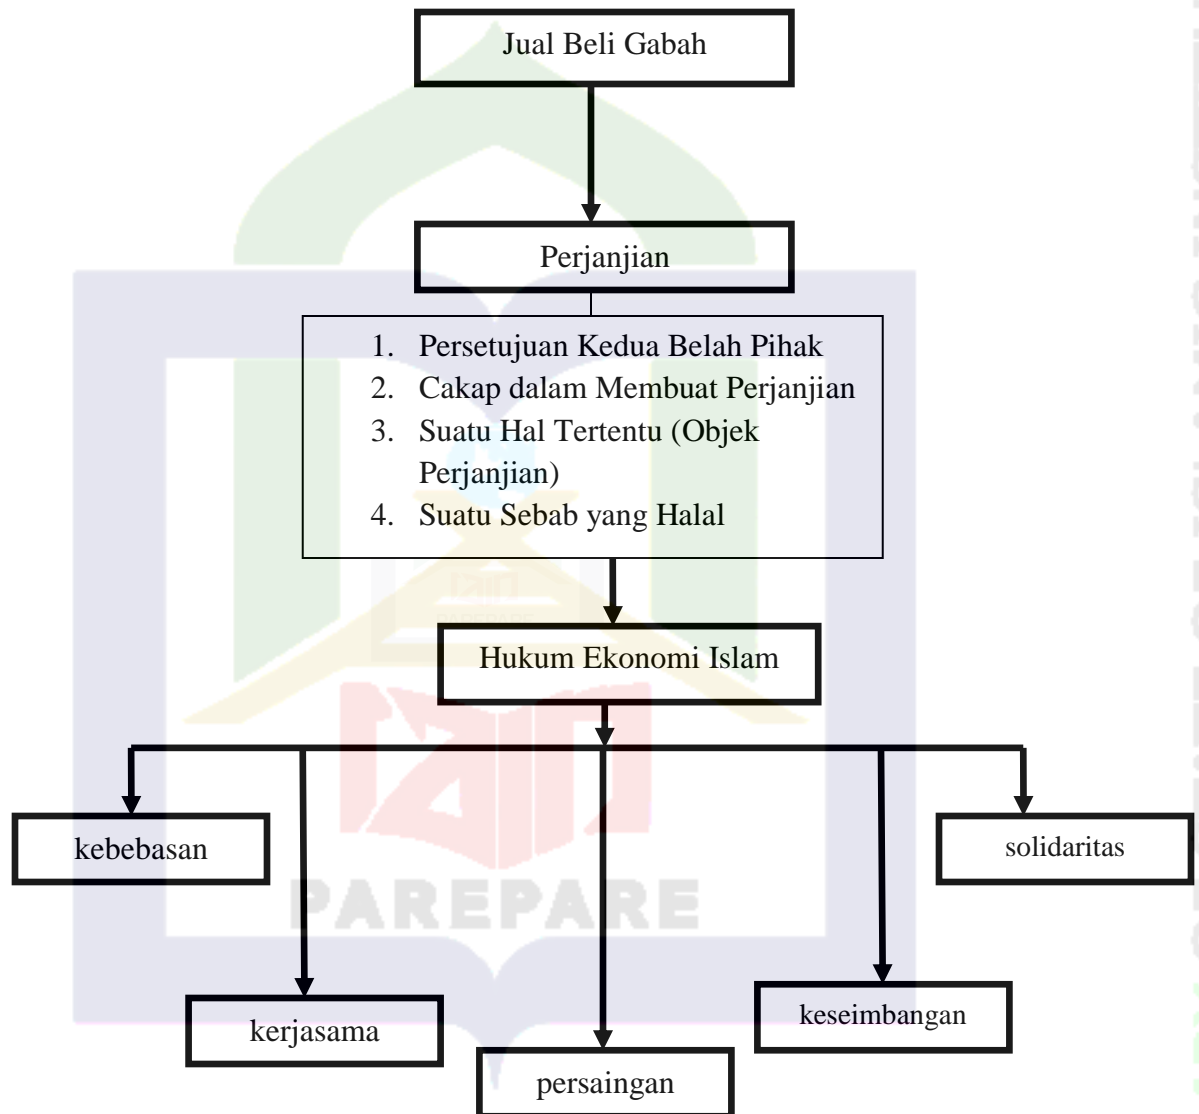 Jual Beli Gabah
Perjanjian
1. Persetujuan Kedua Belah Pihak
2. Cakap dalam Membuat Perjanjian
3. Suatu Hal Tertentu (Objek
Perjanjian)
4. Suatu Sebab yang Halal
Hukum Ekonomi Islam
kebebasan
solidaritas
PAREPARE
keseimbangan
kerjasama
persaingan